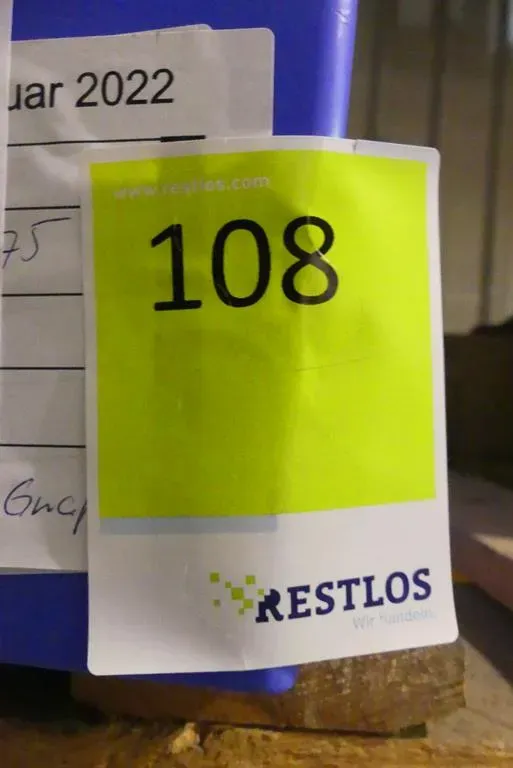 uar 2022
www.restlos.com
108
75
RESTLOS
Wir handeln.